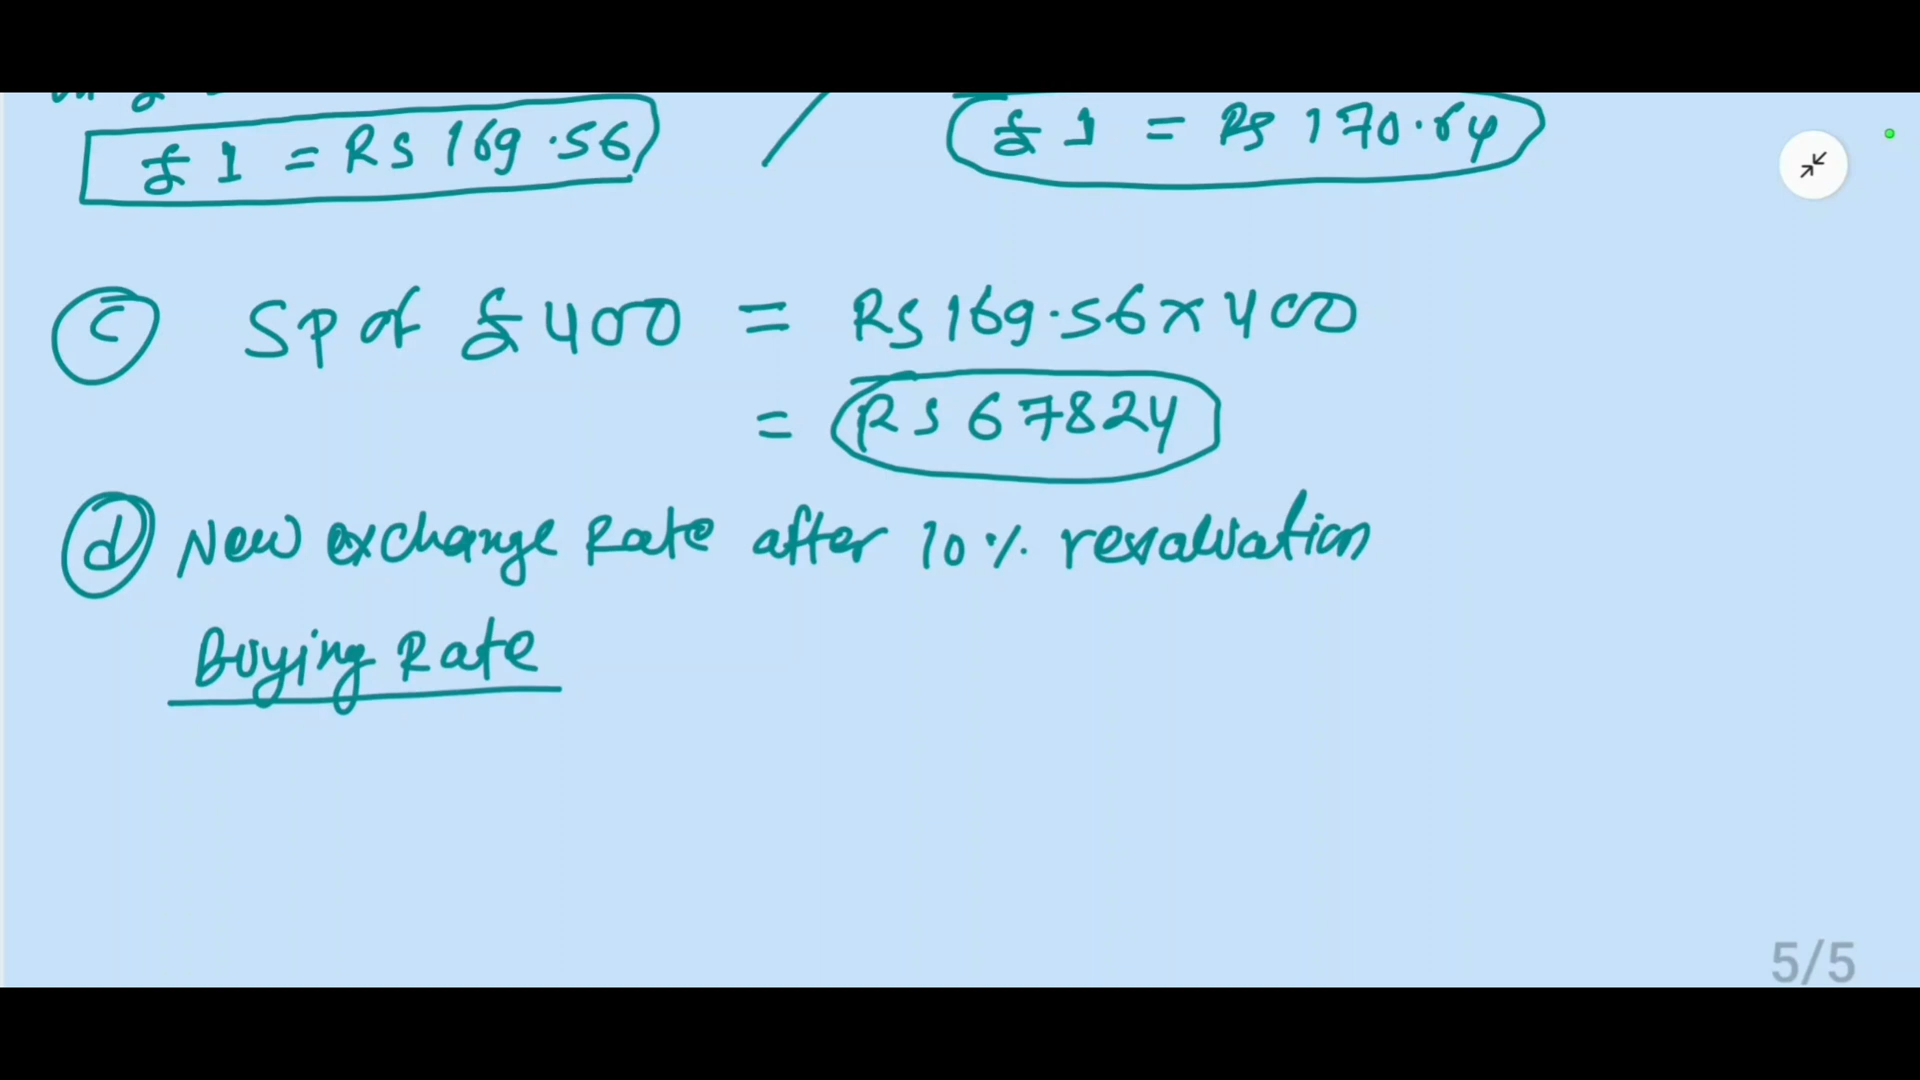 £ 1 = Rs 169.56
£ 1 = Rs 170.64
c Sp of £ 400 = Rs 169.56 x 400
= Rs 67824
d New exchange Rate after 10% revaluation
Buying Rate
5/5